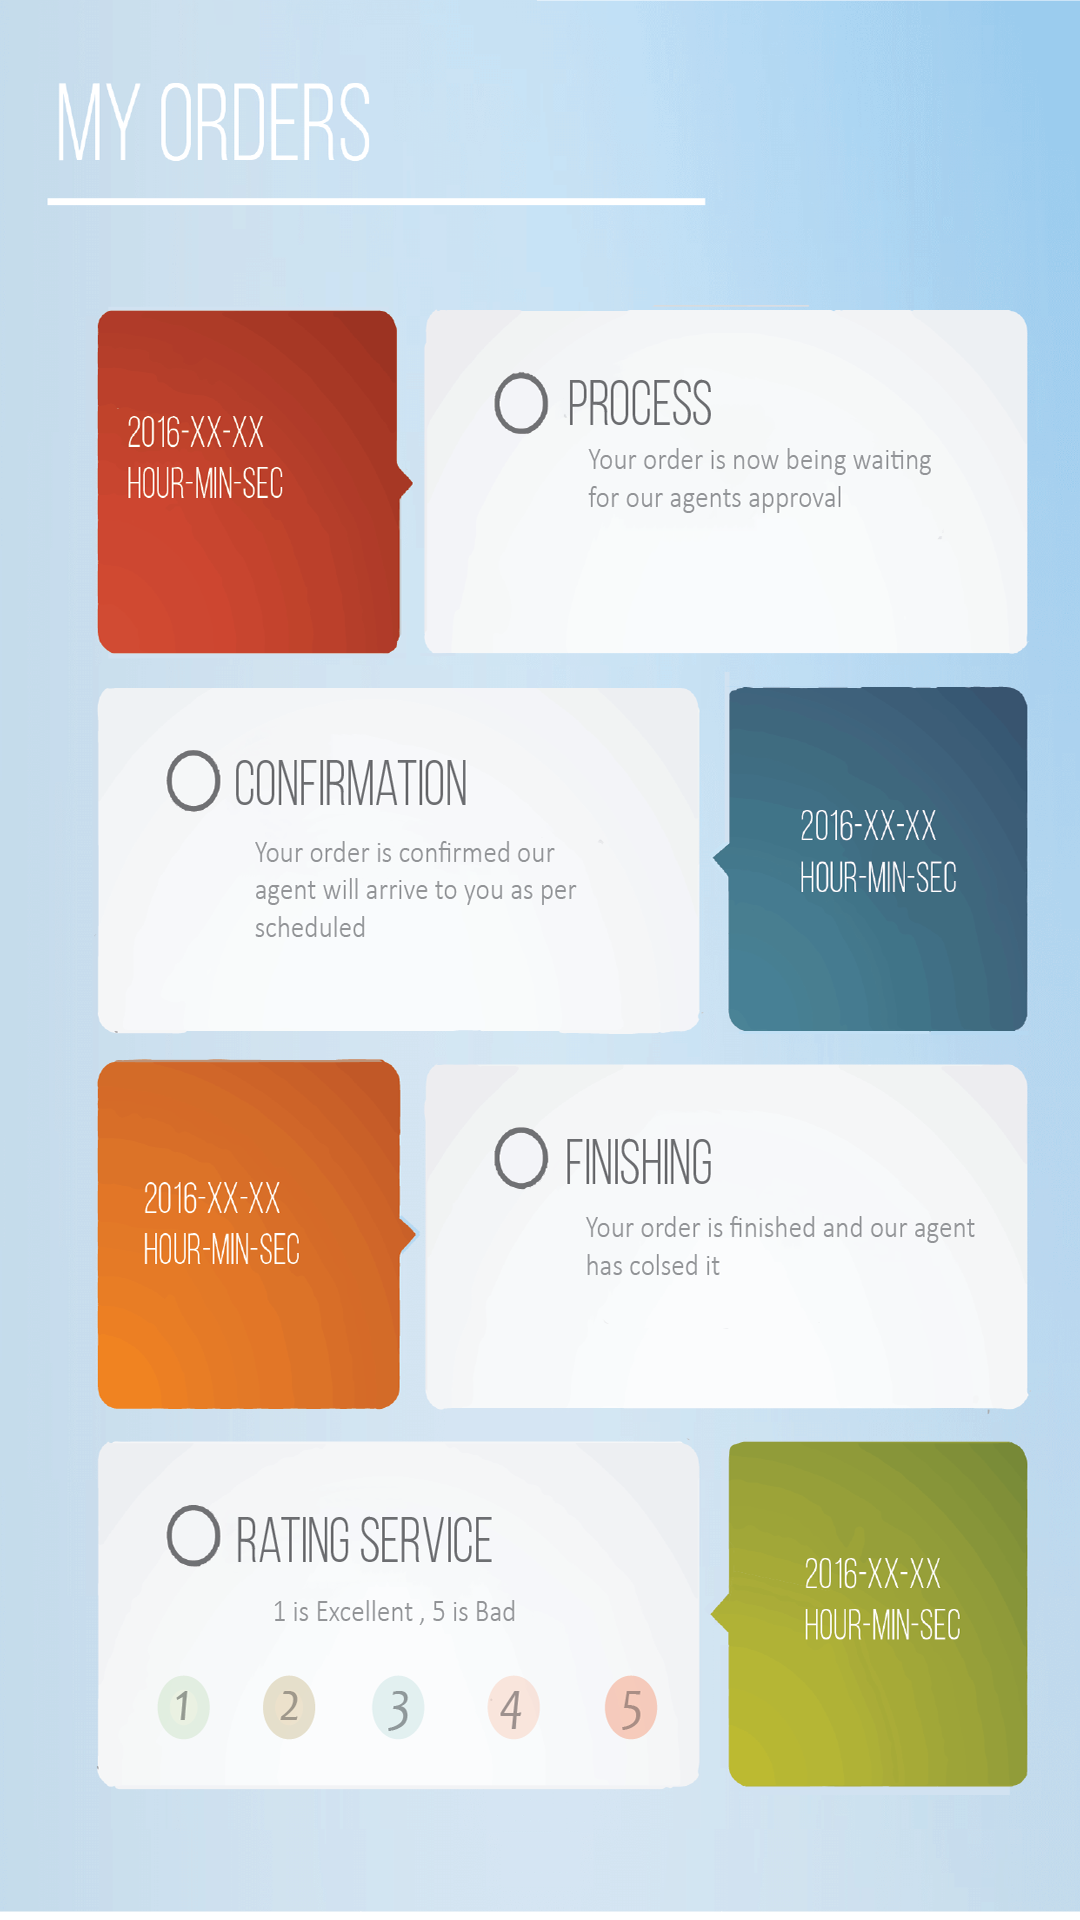 MY ORDERS
2016-XX-XX
HOUR-MIN-SEC
PROCESS
Your order is now being waiting
for our agents approval
CONFIRMATION
Your order is confirmed our
agent will arrive to you as per
scheduled
2016-XX-XX
HOUR-MIN-SEC
2016-XX-XX
HOUR-MIN-SEC
FINISHING
Your order is finished and our agent
has colsed it
RATING SERVICE
1 is Excellent , 5 is Bad
1 2 3 4 5
2016-XX-XX
HOUR-MIN-SEC